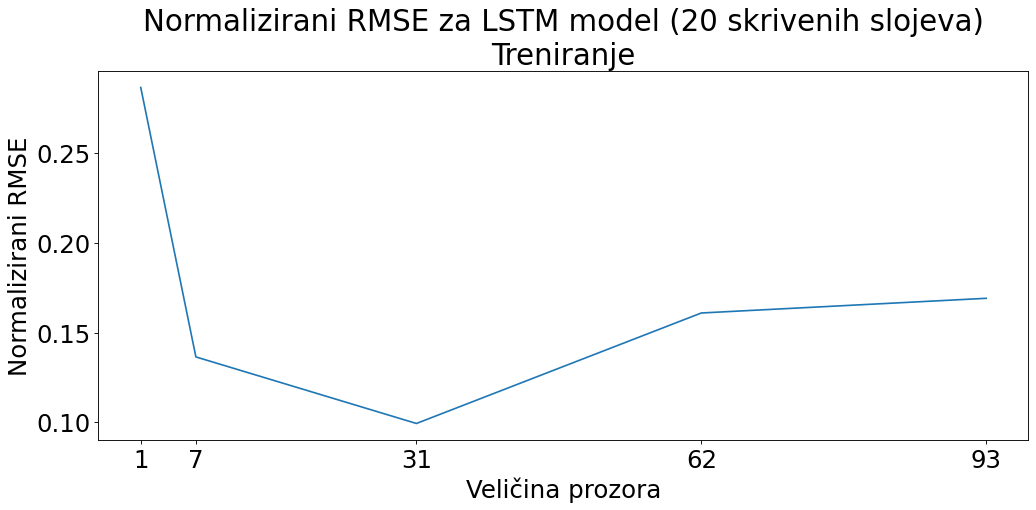 Normalizirani RMSE za LSTM model (20 skrivenih slojeva)
Treniranje
Normalizirani RMSE
0.25
0.20
0.15
0.10
1 7 31 62 93
Veličina prozora